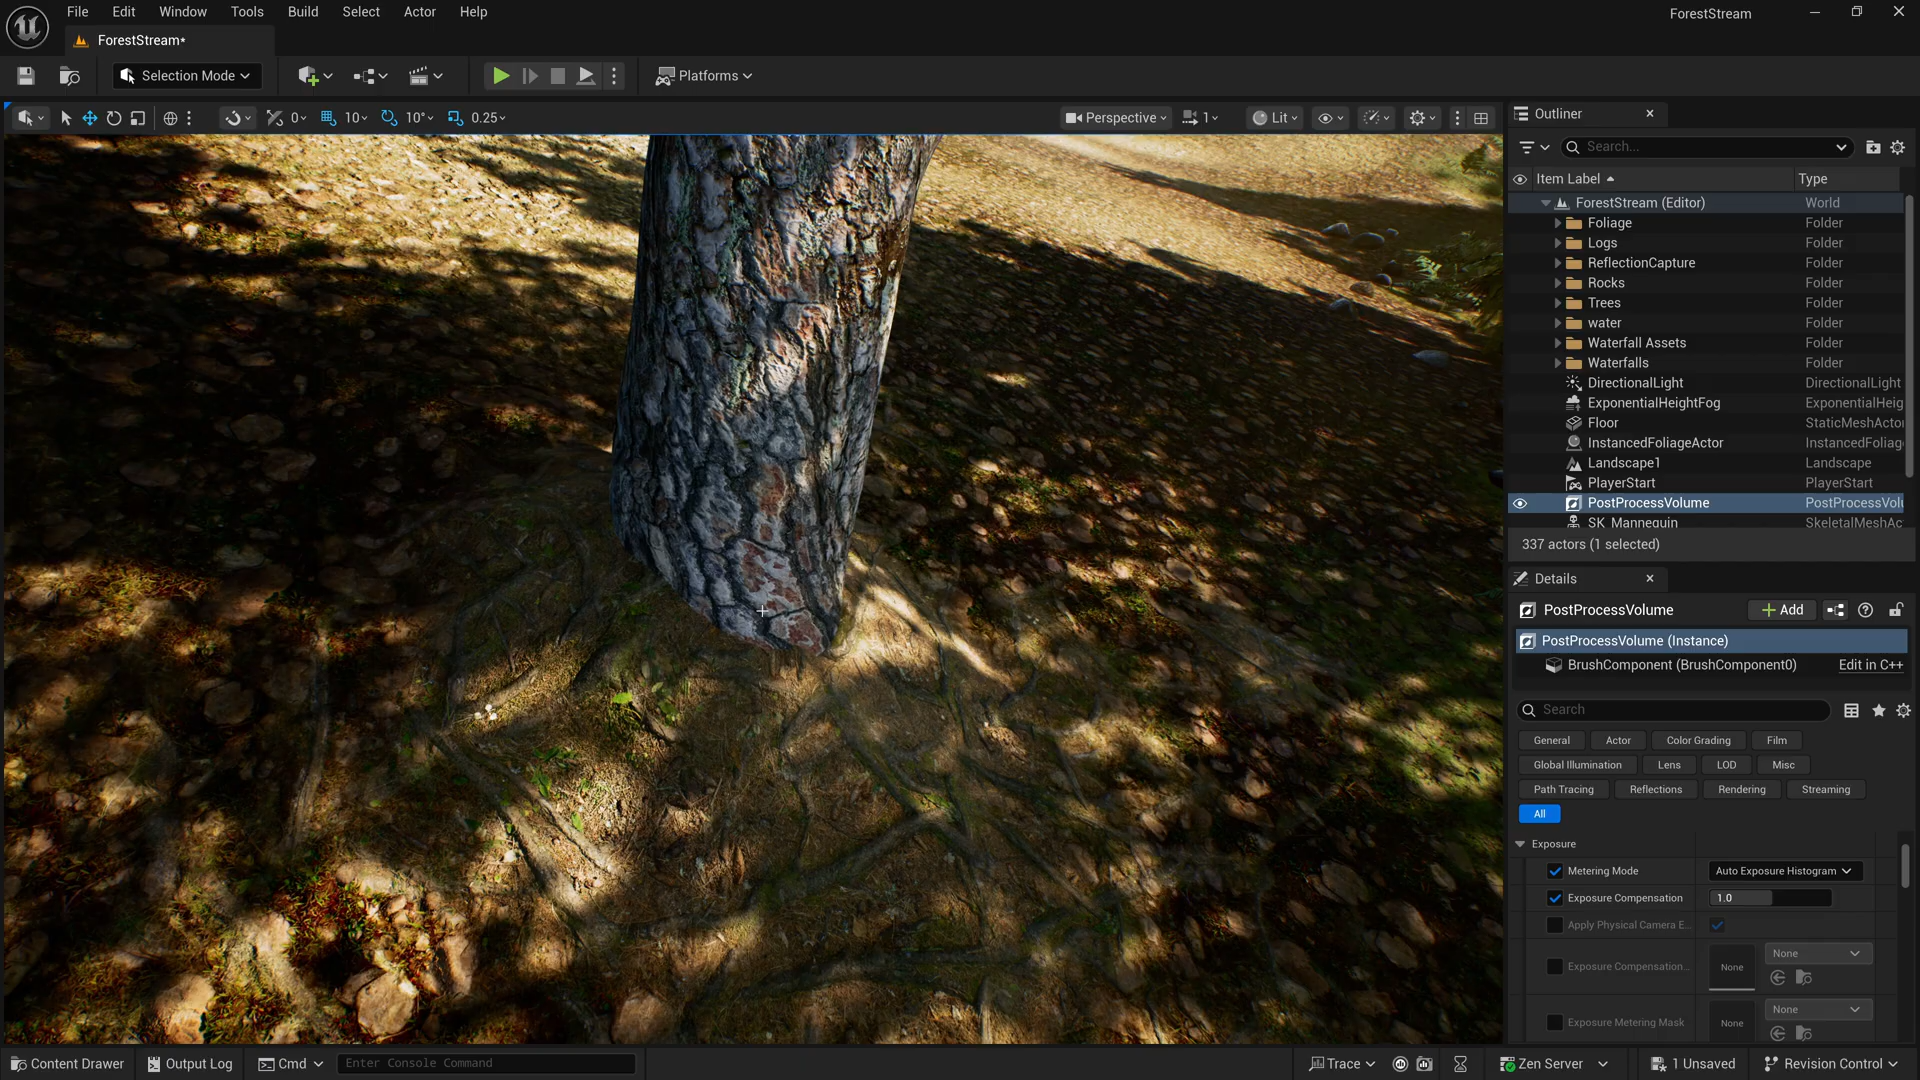 File Edit Window Tools Build Select Actor Help
ForestStream
ForestStream*
Selection Mode
Platforms
0
10
10°
0.25
Perspective
1
Lit
Outliner
Search...
Item Label
Type
ForestStream (Editor) World
Foliage Folder
Logs Folder
ReflectionCapture Folder
Rocks Folder
Trees Folder
water Folder
Waterfall Assets Folder
Waterfalls Folder
DirectionalLight DirectionalLight
ExponentialHeightFog ExponentialHeig
Floor StaticMeshActo
InstancedFoliageActor InstancedFoliag
Landscape1 Landscape
PlayerStart PlayerStart
PostProcessVolume PostProcessVolu
SK_Mannequin SkeletalMeshAc
337 actors (1 selected)
Details
PostProcessVolume
Add
PostProcessVolume (Instance)
BrushComponent (BrushComponent0) Edit in C++
Search
General Actor Color Grading Film
Global Illumination Lens LOD Misc
Path Tracing Reflections Rendering Streaming
All
Exposure
Metering Mode Auto Exposure Histogram
Exposure Compensation 1.0
Apply Physical Camera E...
Exposure Compensation... None None
Exposure Metering Mask None None
Content Drawer Output Log Cmd Enter Console Command
Trace Zen Server 1 Unsaved Revision Control